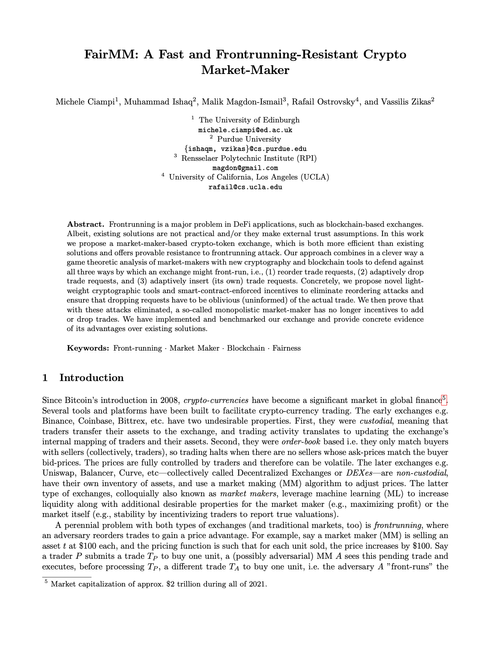 FairMM: A Fast and Frontrunning-Resistant Crypto
Market-Maker
Michele Ciampi1, Muhammad Ishaq2, Malik Magdon-Ismail3, Rafail Ostrovsky4, and Vassilis Zikas2
1 The University of Edinburgh
michele.ciampi@ed.ac.uk
2 Purdue University
{ishaqm, vzikas}@cs.purdue.edu
3 Rensselaer Polytechnic Institute (RPI)
magdon@gmail.com
4 University of California, Los Angeles (UCLA)
rafail@cs.ucla.edu
Abstract. Frontrunning is a major problem in DeFi applications, such as blockchain-based exchanges.
Albeit, existing solutions are not practical and/or they make external trust assumptions. In this work
we propose a market-maker-based crypto-token exchange, which is both more efficient than existing
solutions and offers provable resistance to frontrunning attack. Our approach combines in a clever way a
game theoretic analysis of market-makers with new cryptography and blockchain tools to defend against
all three ways by which an exchange might front-run, i.e., (1) reorder trade requests, (2) adaptively drop
trade requests, and (3) adaptively insert (its own) trade requests. Concretely, we propose novel light-
weight cryptographic tools and smart-contract-enforced incentives to eliminate reordering attacks and
ensure that dropping requests have to be oblivious (uninformed) of the actual trade. We then prove that
with these attacks eliminated, a so-called monopolistic market-maker has no longer incentives to add
or drop trades. We have implemented and benchmarked our exchange and provide concrete evidence
of its advantages over existing solutions.
Keywords: Front-running · Market Maker · Blockchain · Fairness
1 Introduction
Since Bitcoin's introduction in 2008, crypto-currencies have become a significant market in global finance5.
Several tools and platforms have been built to facilitate crypto-currency trading. The early exchanges e.g.
Binance, Coinbase, Bittrex, etc. have two undesirable properties. First, they were custodial, meaning that
traders transfer their assets to the exchange, and trading activity translates to updating the exchange's
internal mapping of traders and their assets. Second, they were order-book based i.e. they only match buyers
with sellers (collectively, traders), so trading halts when there are no sellers whose ask-prices match the buyer
bid-prices. The prices are fully controlled by traders and therefore can be volatile. The later exchanges e.g.
Uniswap, Balancer, Curve, etc—collectively called Decentralized Exchanges or DEXes—are non-custodial,
have their own inventory of assets, and use a market making (MM) algorithm to adjust prices. The latter
type of exchanges, colloquially also known as market makers, leverage machine learning (ML) to increase
liquidity along with additional desirable properties for the market maker (e.g., maximizing profit) or the
market itself (e.g., stability by incentivizing traders to report true valuations).
A perennial problem with both types of exchanges (and traditional markets, too) is frontrunning, where
an adversary reorders trades to gain a price advantage. For example, say a market maker (MM) is selling an
asset t at $100 each, and the pricing function is such that for each unit sold, the price increases by $100. Say
a trader P submits a trade TP to buy one unit, a (possibly adversarial) MM A sees this pending trade and
executes, before processing TP, a different trade TA to buy one unit, i.e. the adversary A "front-runs" the
5 Market capitalization of approx. $2 trillion during all of 2021.